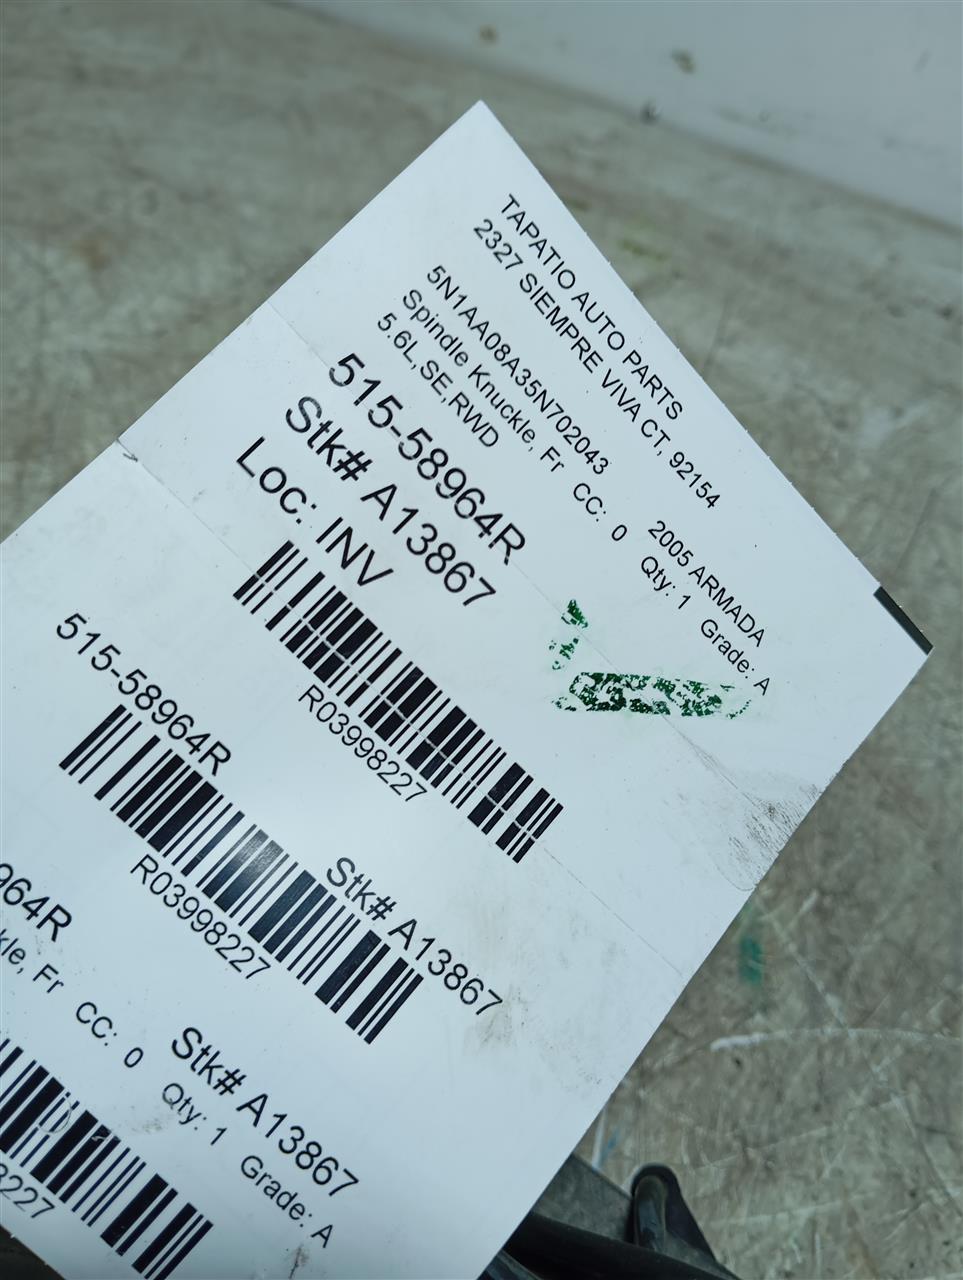 TAPATIO AUTO PARTS
2327 SIEMPRE VIVA CT, 92154
5N1AA08A35N702043 2005 ARMADA
Spindle Knuckle, Fr CC: 0 Qty: 1 Grade: A
5.6L,SE,RWD
515-58964R
Stk# A13867
Loc: INV
R03998227
515-58964R Stk# A13867
R03998227
964R Stk# A13867
kle, Fr CC: 0 Qty: 1 Grade: A
8227